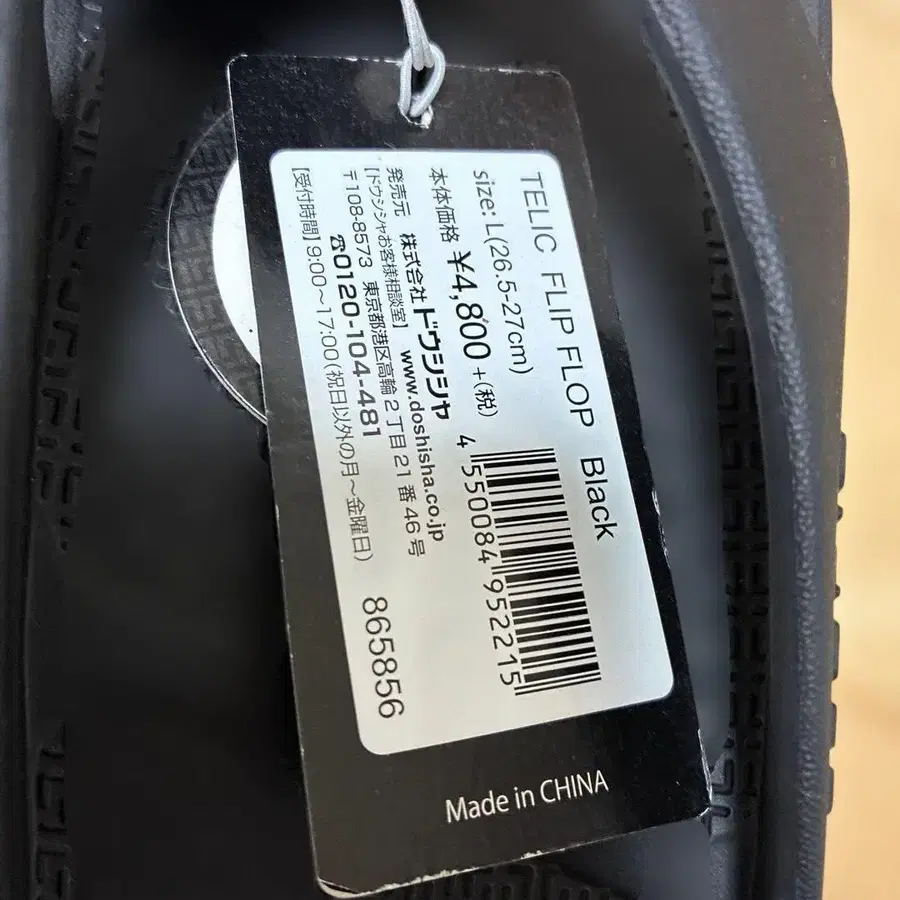 TELIC FLIP FLOP Black
size: L(26.5-27cm)
本体価格 ¥4,800 +(税)
4 550084 952215
発売元 株式会社 ドウシシャ
【ドウシシャお客様相談室】 www.doshisha.co.jp
〒108-8573 東京都港区高輪2丁目21番46号
☎0120-104-481
【受付時間】9:00～17:00(祝日以外の月～金曜日)
865856
Made in CHINA